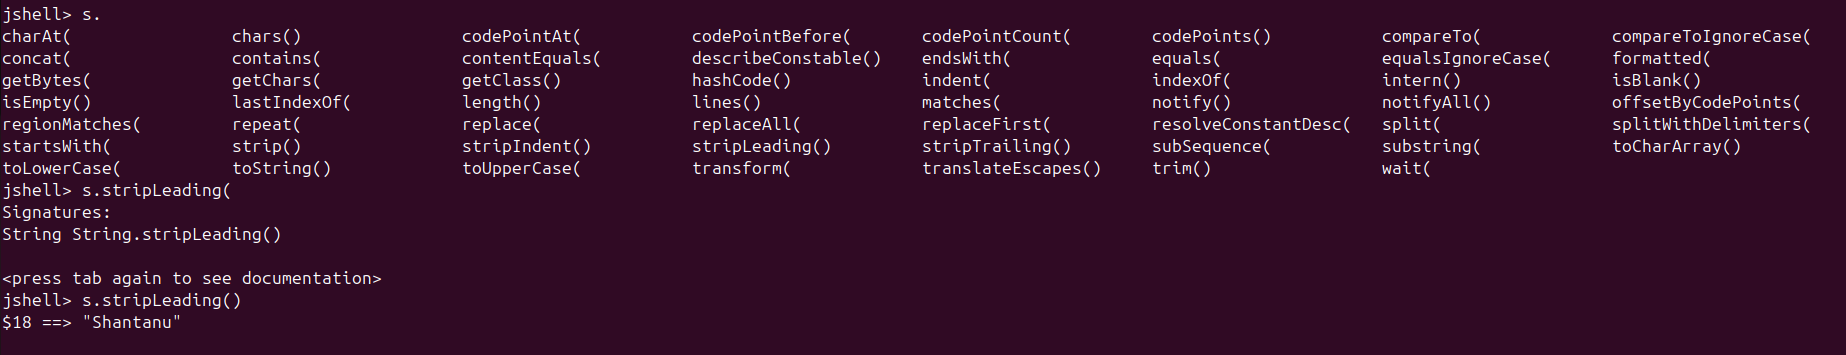 jshell> s.
charAt( chars() codePointAt( codePointBefore( codePointCount( codePoints() compareTo( compareToIgnoreCase(
concat( contains( contentEquals( describeConstable() endsWith( equals( equalsIgnoreCase( formatted(
getBytes( getChars( getClass() hashCode() indent( indexOf( intern() isBlank()
isEmpty() lastIndexOf( length() lines() matches( notify() notifyAll() offsetByCodePoints(
regionMatches( repeat( replace( replaceAll( replaceFirst( resolveConstantDesc( split( splitWithDelimiters(
startsWith( strip() stripIndent() stripLeading() stripTrailing() subSequence( substring( toCharArray()
toLowerCase( toString() toUpperCase( transform( translateEscapes() trim() wait(
jshell> s.stripLeading(
Signatures:
String String.stripLeading()
<press tab again to see documentation>
jshell> s.stripLeading()
$18 ==> "Shantanu"